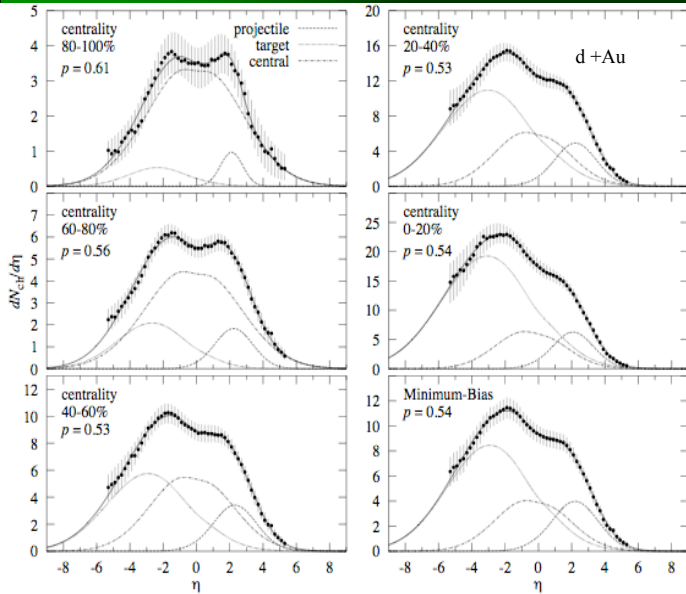 centrality
80-100%
p = 0.61
projectile
target
central
5
4
3
2
1
0
centrality
20-40%
p = 0.53
d +Au
20
16
12
8
4
0
centrality
60-80%
p = 0.56
7
6
5
4
3
2
1
0
dNch/dη
centrality
0-20%
p = 0.54
25
20
15
10
5
0
centrality
40-60%
p = 0.53
12
10
8
6
4
2
0
-8 -6 -4 -2 0 2 4 6 8
η
Minimum-Bias
p = 0.54
12
10
8
6
4
2
0
-8 -6 -4 -2 0 2 4 6 8
η